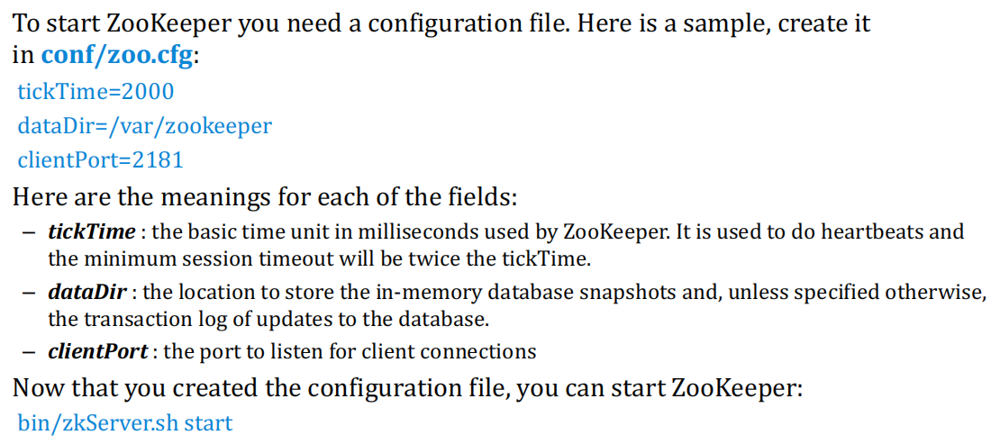 To start ZooKeeper you need a configuration file. Here is a sample, create it
in conf/zoo.cfg:
tickTime=2000
dataDir=/var/zookeeper
clientPort=2181
Here are the meanings for each of the fields:
– tickTime : the basic time unit in milliseconds used by ZooKeeper. It is used to do heartbeats and
the minimum session timeout will be twice the tickTime.
– dataDir : the location to store the in-memory database snapshots and, unless specified otherwise,
the transaction log of updates to the database.
– clientPort : the port to listen for client connections
Now that you created the configuration file, you can start ZooKeeper:
bin/zkServer.sh start